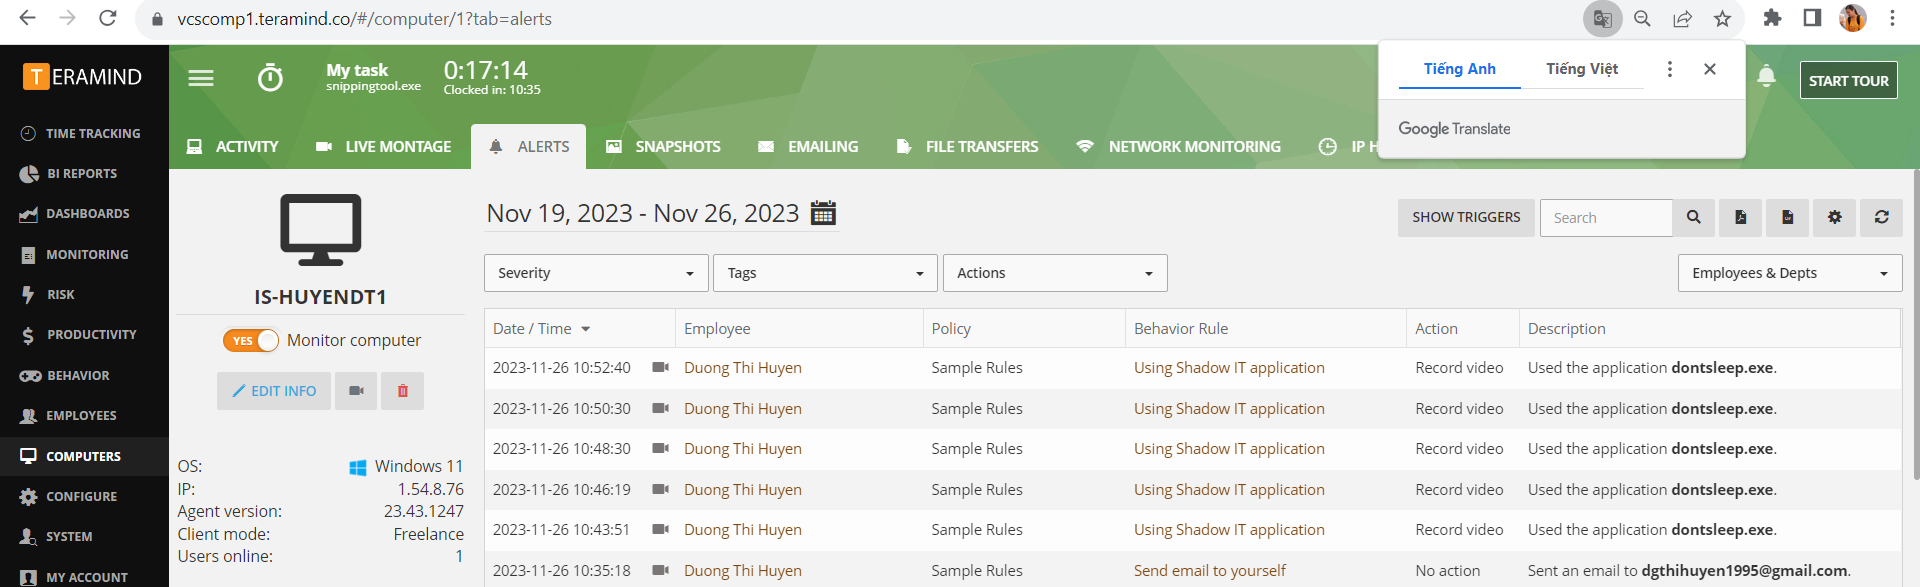 vcscomp1.teramind.co/#/computer/1?tab=alerts
Tiếng Anh
Tiếng Việt
Google Translate
TERAMIND
My task
snippingtool.exe
0:17:14
Clocked in: 10:35
START TOUR
ACTIVITY
LIVE MONTAGE
ALERTS
SNAPSHOTS
EMAILING
FILE TRANSFERS
NETWORK MONITORING
IP H
TIME TRACKING
BI REPORTS
DASHBOARDS
MONITORING
RISK
PRODUCTIVITY
BEHAVIOR
EMPLOYEES
COMPUTERS
CONFIGURE
SYSTEM
MY ACCOUNT
IS-HUYENDT1
YES Monitor computer
EDIT INFO
OS: Windows 11
IP: 1.54.8.76
Agent version: 23.43.1247
Client mode: Freelance
Users online: 1
Nov 19, 2023 - Nov 26, 2023
SHOW TRIGGERS
Search
Severity
Tags
Actions
Employees & Depts
Date / Time Employee Policy Behavior Rule Action Description
2023-11-26 10:52:40 Duong Thi Huyen Sample Rules Using Shadow IT application Record video Used the application dontsleep.exe.
2023-11-26 10:50:30 Duong Thi Huyen Sample Rules Using Shadow IT application Record video Used the application dontsleep.exe.
2023-11-26 10:48:30 Duong Thi Huyen Sample Rules Using Shadow IT application Record video Used the application dontsleep.exe.
2023-11-26 10:46:19 Duong Thi Huyen Sample Rules Using Shadow IT application Record video Used the application dontsleep.exe.
2023-11-26 10:43:51 Duong Thi Huyen Sample Rules Using Shadow IT application Record video Used the application dontsleep.exe.
2023-11-26 10:35:18 Duong Thi Huyen Sample Rules Send email to yourself No action Sent an email to dgthihuyen1995@gmail.com.